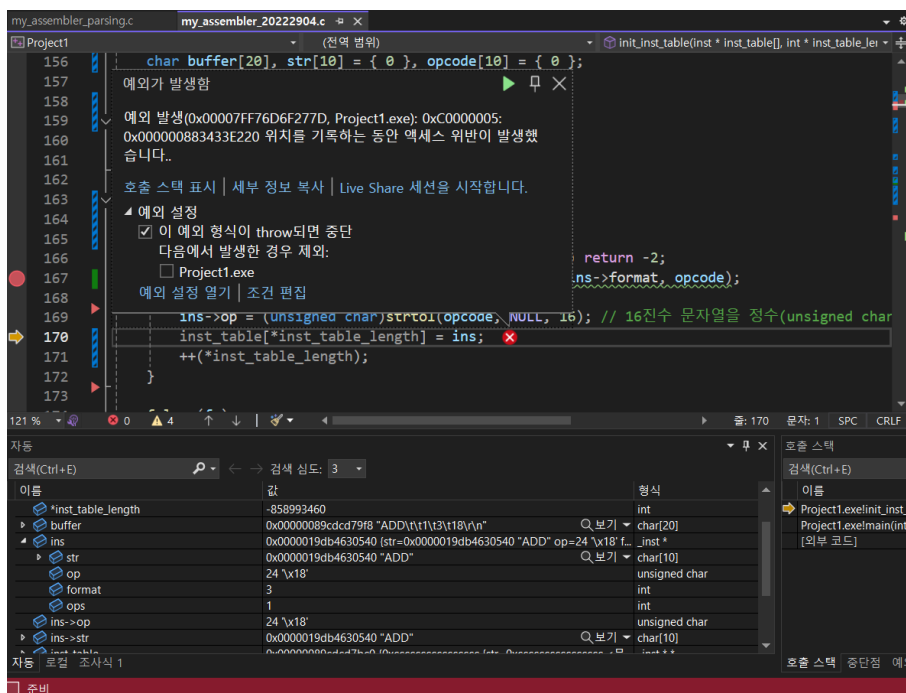 my_assembler_parsing.c my_assembler_20222904.c
Project1 (전역 범위) init_inst_table(inst * inst_table[], int * inst_table_lei
156 char buffer[20], str[10] = { 0 }, opcode[10] = { 0 };
157 예외가 발생함
158
159 예외 발생(0x00007FF76D6F277D, Project1.exe): 0xC0000005:
160 0x000000883433E220 위치를 기록하는 동안 액세스 위반이 발생했
161 습니다..
162
163 호출 스택 표시 | 세부 정보 복사 | Live Share 세션을 시작합니다.
164 예외 설정
165 이 예외 형식이 throw되면 중단
166 다음에서 발생한 경우 제외: return -2;
167 Project1.exe ns->format, opcode);
168 예외 설정 열기 | 조건 편집
169 ins->op = (unsigned char)strtol(opcode, NULL, 16); // 16진수 문자열을 정수(unsigned char
170 inst_table[*inst_table_length] = ins;
171 ++(*inst_table_length);
172 }
173
121 % 0 4 줄: 170 문자: 1 SPC CRLF
자동 호출 스택
검색(Ctrl+E) 검색 심도: 3 검색(Ctrl+E)
이름 값 형식 이름
*inst_table_length -858993460 int Project1.exe!init_inst_
buffer 0x00000089cdcd79f8 "ADD\t\t1\t3\t18\r\n" 보기 char[20] Project1.exe!main(int
ins 0x0000019db4630540 {str=0x0000019db4630540 "ADD" op=24 '\x18' f... _inst * [외부 코드]
str 0x0000019db4630540 "ADD" 보기 char[10]
op 24 '\x18' unsigned char
format 3 int
ops 1 int
ins->op 24 '\x18' unsigned char
ins->str 0x0000019db4630540 "ADD" 보기 char[10]
자동 로컬 조사식 1 호출 스택 중단점 예
준비